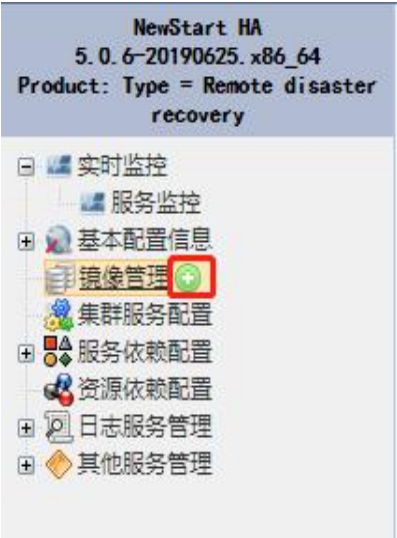 NewStart HA
5.0.6-20190625.x86_64
Product: Type = Remote disaster
recovery
实时监控
服务监控
基本配置信息
镜像管理
集群服务配置
服务依赖配置
资源依赖配置
日志服务管理
其他服务管理